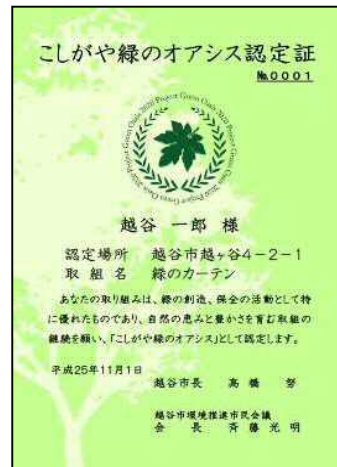 こしがや緑のオアシス認定証
№0001
越谷 一郎 様
認定場所 越谷市越ヶ谷4-2-1
取組名 緑のカーテン
あなたの取り組みは、緑の創造、保全の活動として特
に優れたものであり、自然の恵みと豊かさを育む取組の
継続を願い、「こしがや緑のオアシス」として認定します。
平成25年11月1日
越谷市長 高橋 努
越谷市環境推進市民会議
会長 斉藤光明